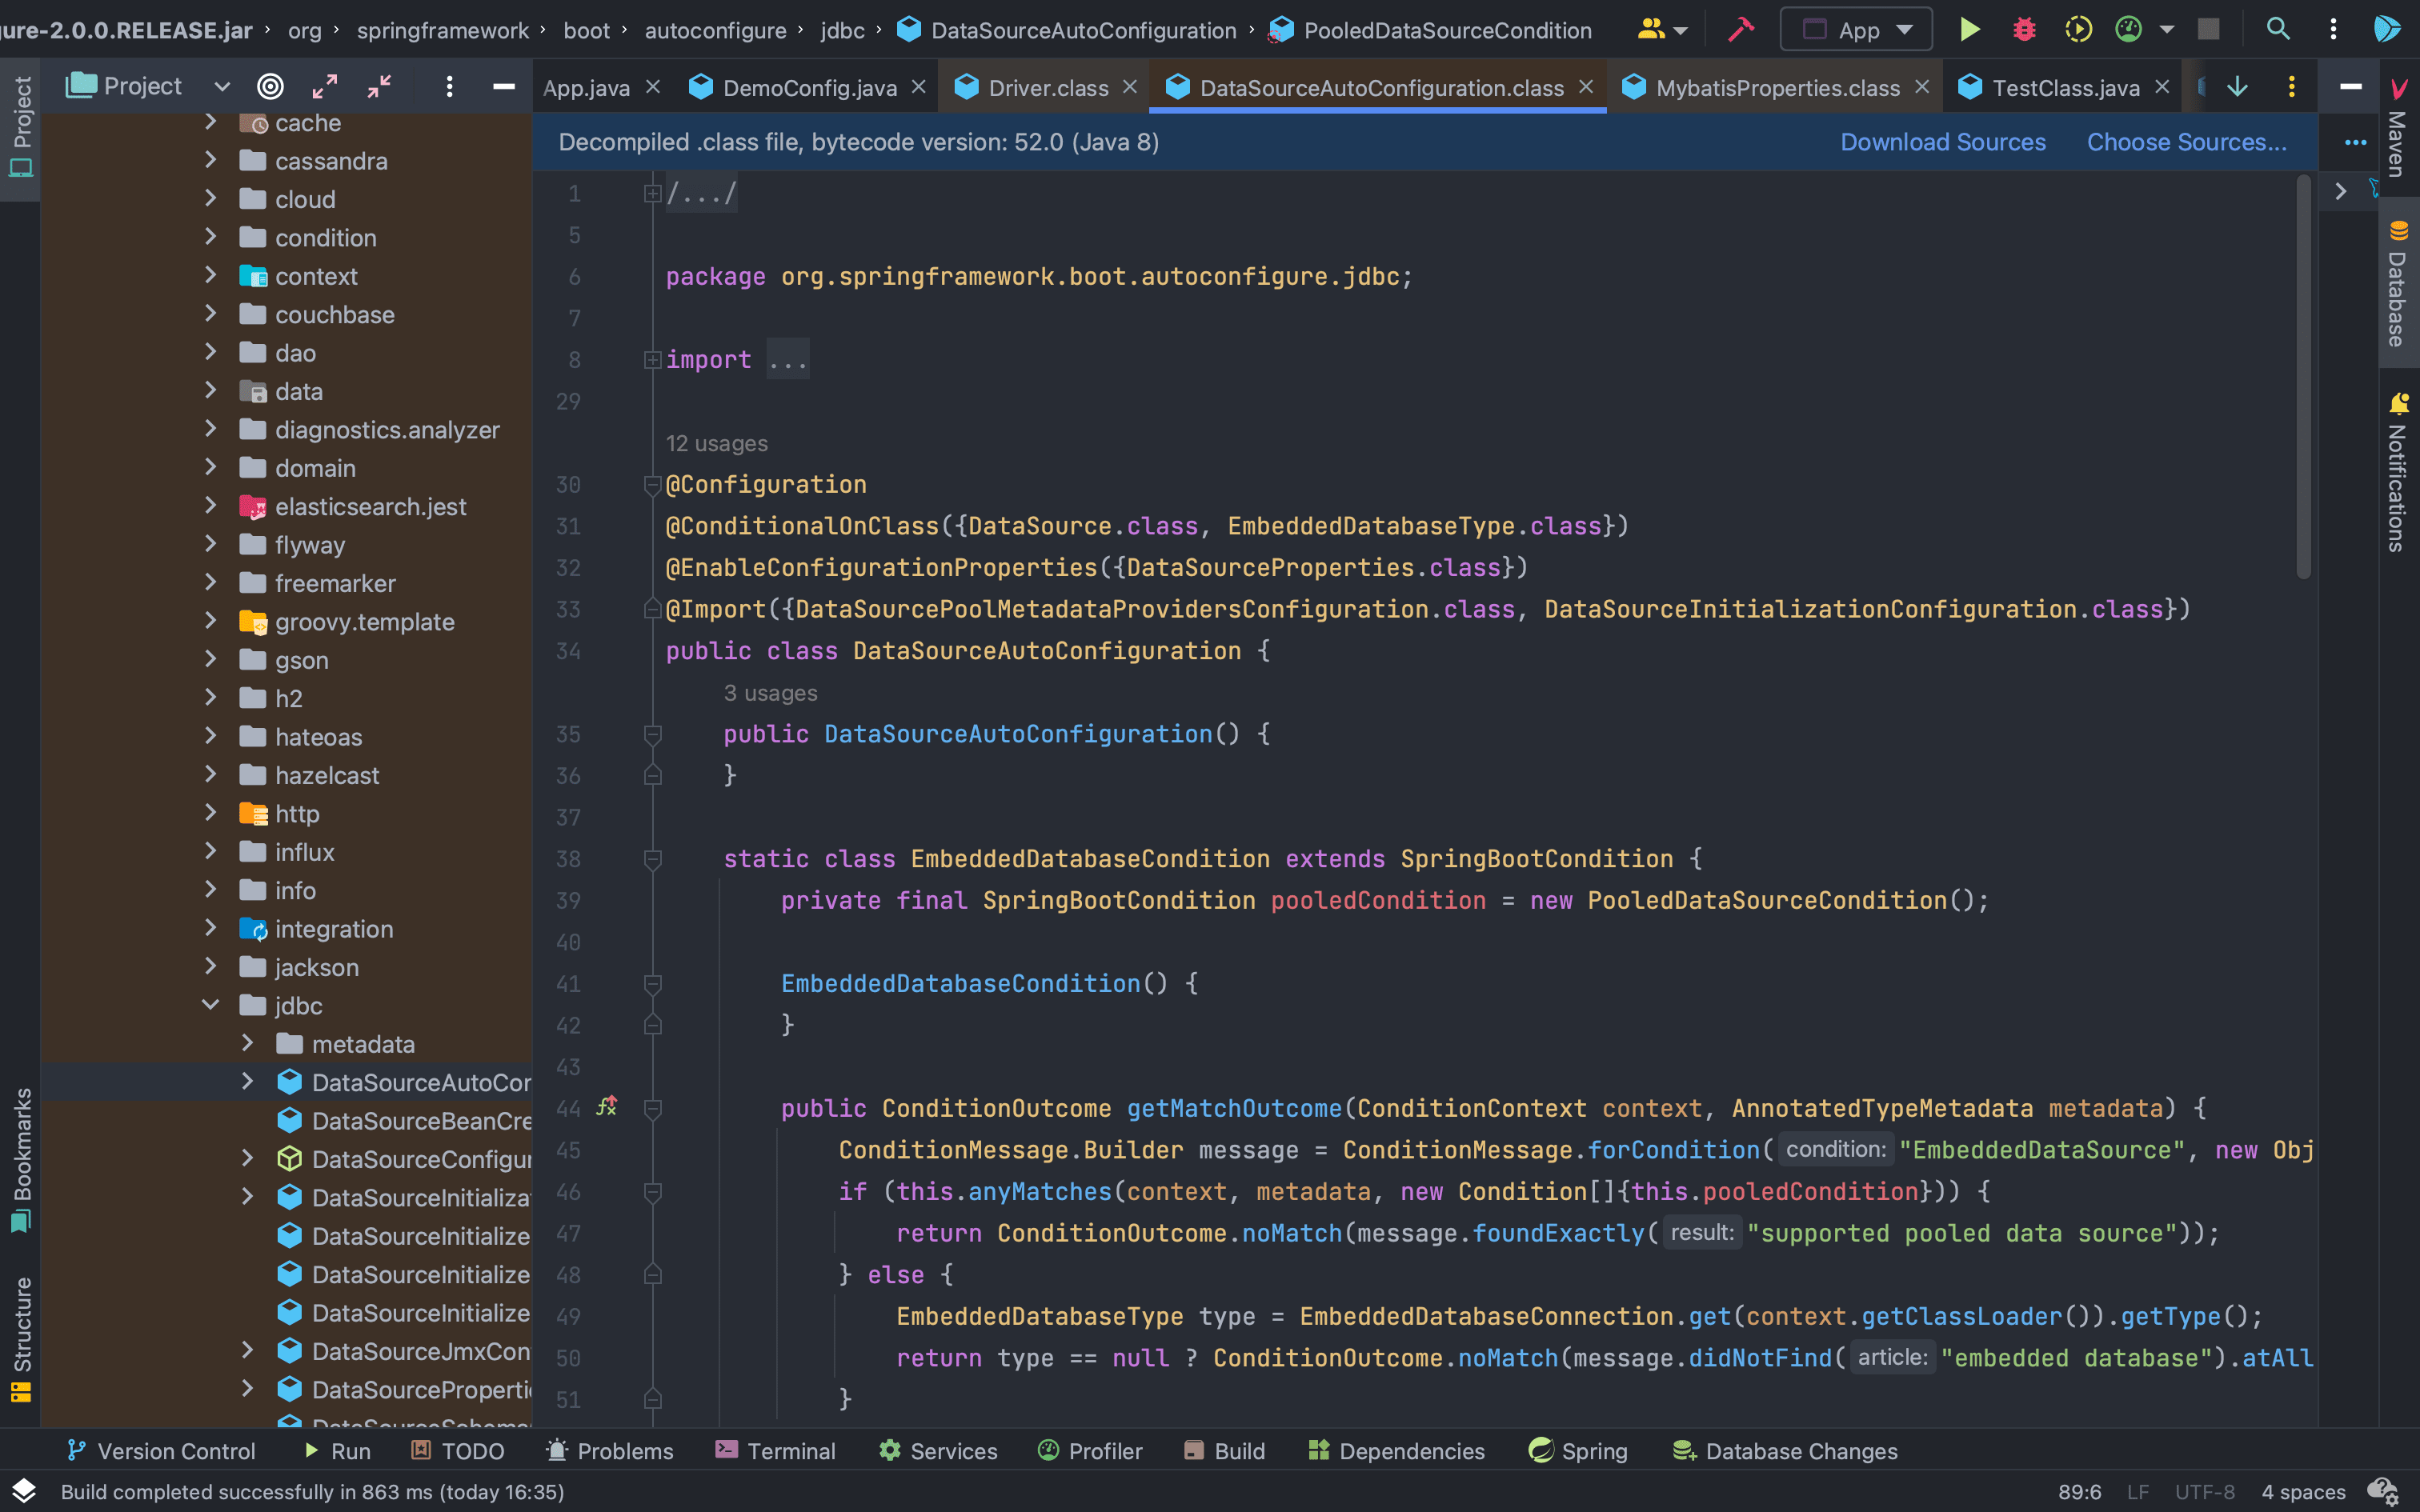 ure-2.0.0.RELEASE.jar › org › springframework › boot › autoconfigure › jdbc › DataSourceAutoConfiguration › PooledDataSourceCondition App
Project
App.java DemoConfig.java Driver.class DataSourceAutoConfiguration.class MybatisProperties.class TestClass.java
Decompiled .class file, bytecode version: 52.0 (Java 8) Download Sources Choose Sources...
Project
Bookmarks
Structure
cache
cassandra
cloud
condition
context
couchbase
dao
data
diagnostics.analyzer
domain
elasticsearch.jest
flyway
freemarker
groovy.template
gson
h2
hateoas
hazelcast
http
influx
info
integration
jackson
jdbc
metadata
DataSourceAutoCon
DataSourceBeanCre
DataSourceConfigur
DataSourceInitializat
DataSourceInitialize
DataSourceInitialize
DataSourceInitialize
DataSourceJmxCon
DataSourceProperti
DataSourceSchema
1 /.../
5
6 package org.springframework.boot.autoconfigure.jdbc;
7
8 import ...
29
12 usages
30 @Configuration
31 @ConditionalOnClass({DataSource.class, EmbeddedDatabaseType.class})
32 @EnableConfigurationProperties({DataSourceProperties.class})
33 @Import({DataSourcePoolMetadataProvidersConfiguration.class, DataSourceInitializationConfiguration.class})
34 public class DataSourceAutoConfiguration {
3 usages
35 public DataSourceAutoConfiguration() {
36 }
37
38 static class EmbeddedDatabaseCondition extends SpringBootCondition {
39 private final SpringBootCondition pooledCondition = new PooledDataSourceCondition();
40
41 EmbeddedDatabaseCondition() {
42 }
43
44 public ConditionOutcome getMatchOutcome(ConditionContext context, AnnotatedTypeMetadata metadata) {
45 ConditionMessage.Builder message = ConditionMessage.forCondition( condition: "EmbeddedDataSource", new Obj
46 if (this.anyMatches(context, metadata, new Condition[]{this.pooledCondition})) {
47 return ConditionOutcome.noMatch(message.foundExactly( result: "supported pooled data source"));
48 } else {
49 EmbeddedDatabaseType type = EmbeddedDatabaseConnection.get(context.getClassLoader()).getType();
50 return type == null ? ConditionOutcome.noMatch(message.didNotFind( article: "embedded database").atAll
51 }
Maven
Database
Notifications
Version Control Run TODO Problems Terminal Services Profiler Build Dependencies Spring Database Changes
Build completed successfully in 863 ms (today 16:35) 89:6 LF UTF-8 4 spaces